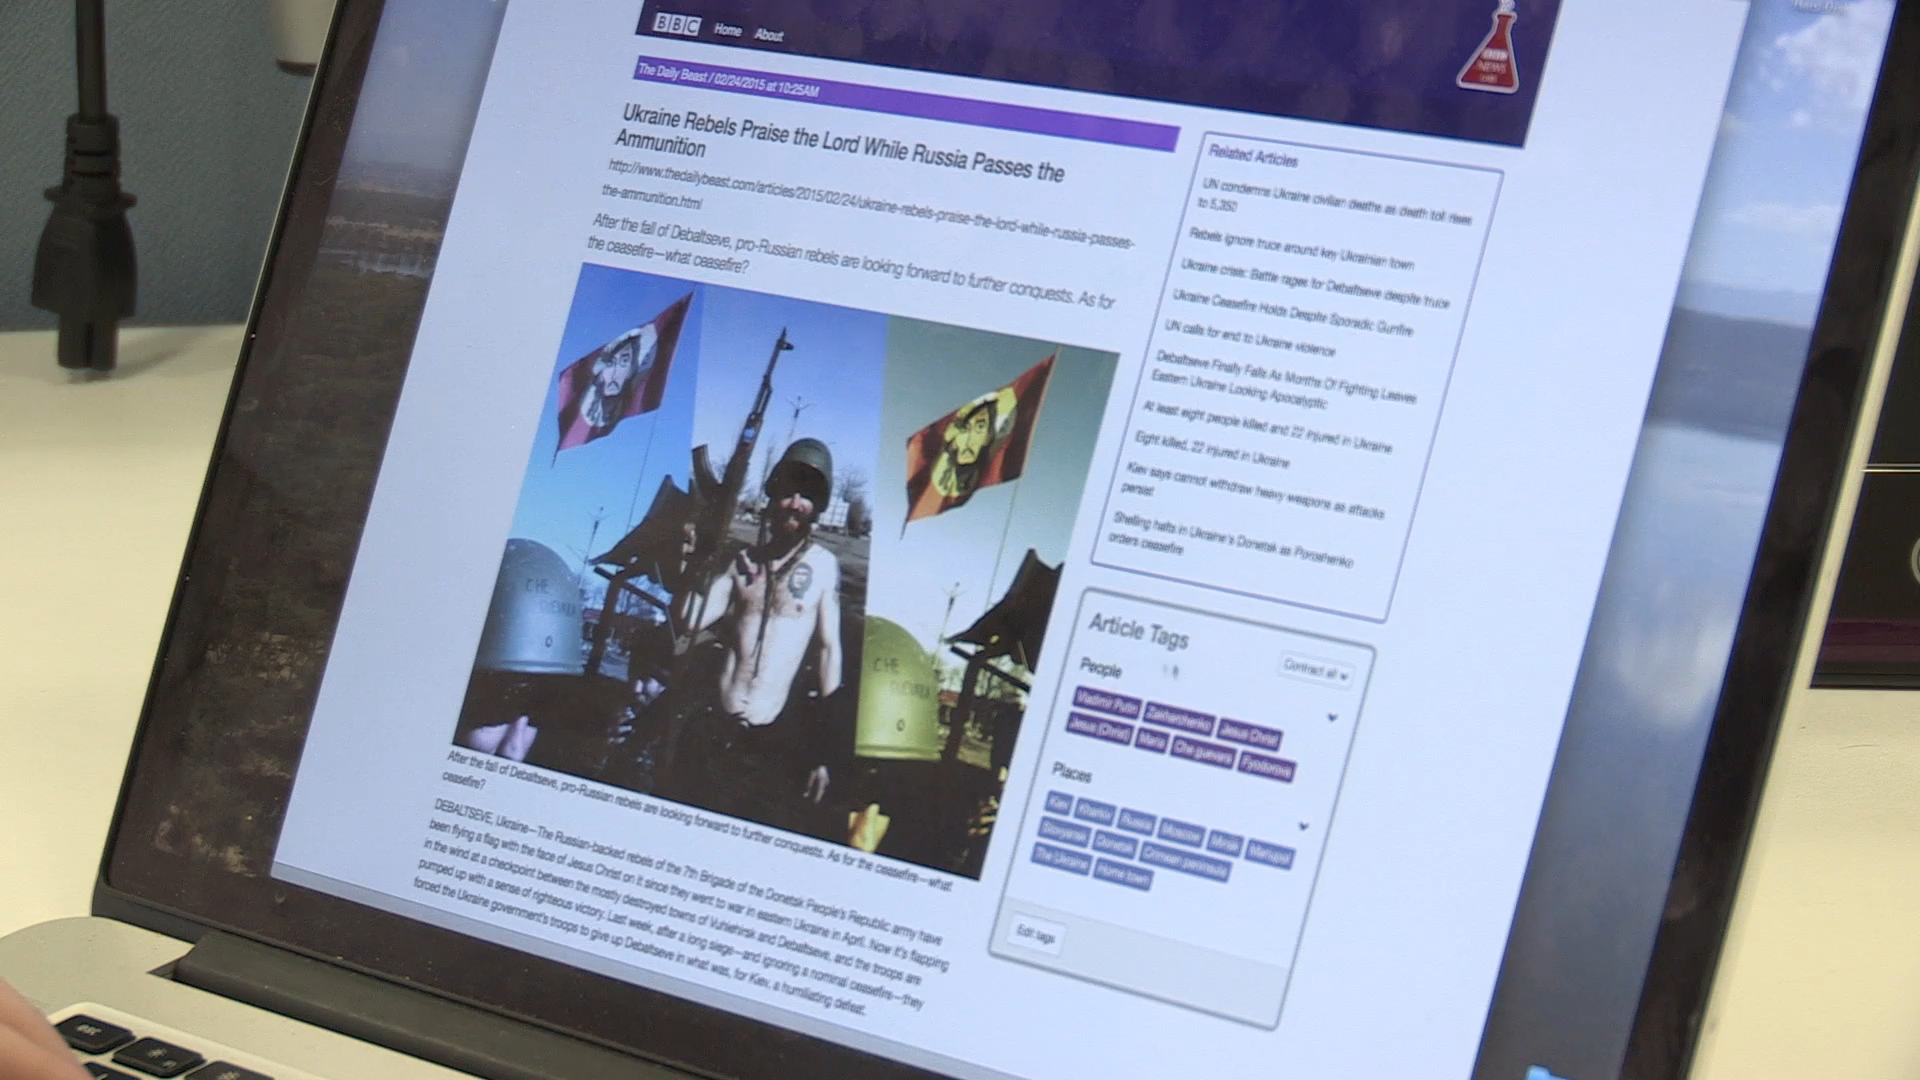 BBC Home About
BBC
NEWS
LABS
The Daily Beast / 02/24/2015 at 10:25AM
Ukraine Rebels Praise the Lord While Russia Passes the
Ammunition
http://www.thedailybeast.com/articles/2015/02/24/ukraine-rebels-praise-the-lord-while-russia-passes-
the-ammunition.html
After the fall of Debaltseve, pro-Russian rebels are looking forward to further conquests. As for
the ceasefire—what ceasefire?
CHE
CHE
After the fall of Debaltseve, pro-Russian rebels are looking forward to further conquests. As for the ceasefire—what
ceasefire?
DEBALTSEVE, Ukraine—The Russian-backed rebels of the 7th Brigade of the Donetsk People's Republic army have
been flying a flag with the face of Jesus Christ on it since they went to war in eastern Ukraine in April. Now it's flapping
in the wind at a checkpoint between the mostly destroyed towns of Vuhlehirsk and Debaltseve, and the troops are
pumped up with a sense of righteous victory. Last week, after a long siege—and ignoring a nominal ceasefire—they
forced the Ukraine government's troops to give up Debaltseve in what was, for Kiev, a humiliating defeat.
Related Articles
UN condemns Ukraine civilian deaths as death toll rises
to 5,350
Rebels ignore truce around key Ukrainian town
Ukraine crisis: Battle rages for Debaltseve despite truce
Ukraine Ceasefire Holds Despite Sporadic Gunfire
UN calls for end to Ukraine violence
Debaltseve Finally Falls As Months Of Fighting Leaves
Eastern Ukraine Looking Apocalyptic
At least eight people killed and 22 injured in Ukraine
Eight killed, 22 injured in Ukraine
Kiev says cannot withdraw heavy weapons as attacks
persist
Shelling halts in Ukraine's Donetsk as Poroshenko
orders ceasefire
Article Tags
Contract all
People
Vladimir Putin Zakharchenko Jesus Christ
Jesus (Christ) Maria Che guevara Fyodorova
Places
Kiev Kharkiv Russia Moscow Minsk Mariupol
Slovyansk Donetsk Crimean peninsula
The Ukraine Home town
Edit tags
esc